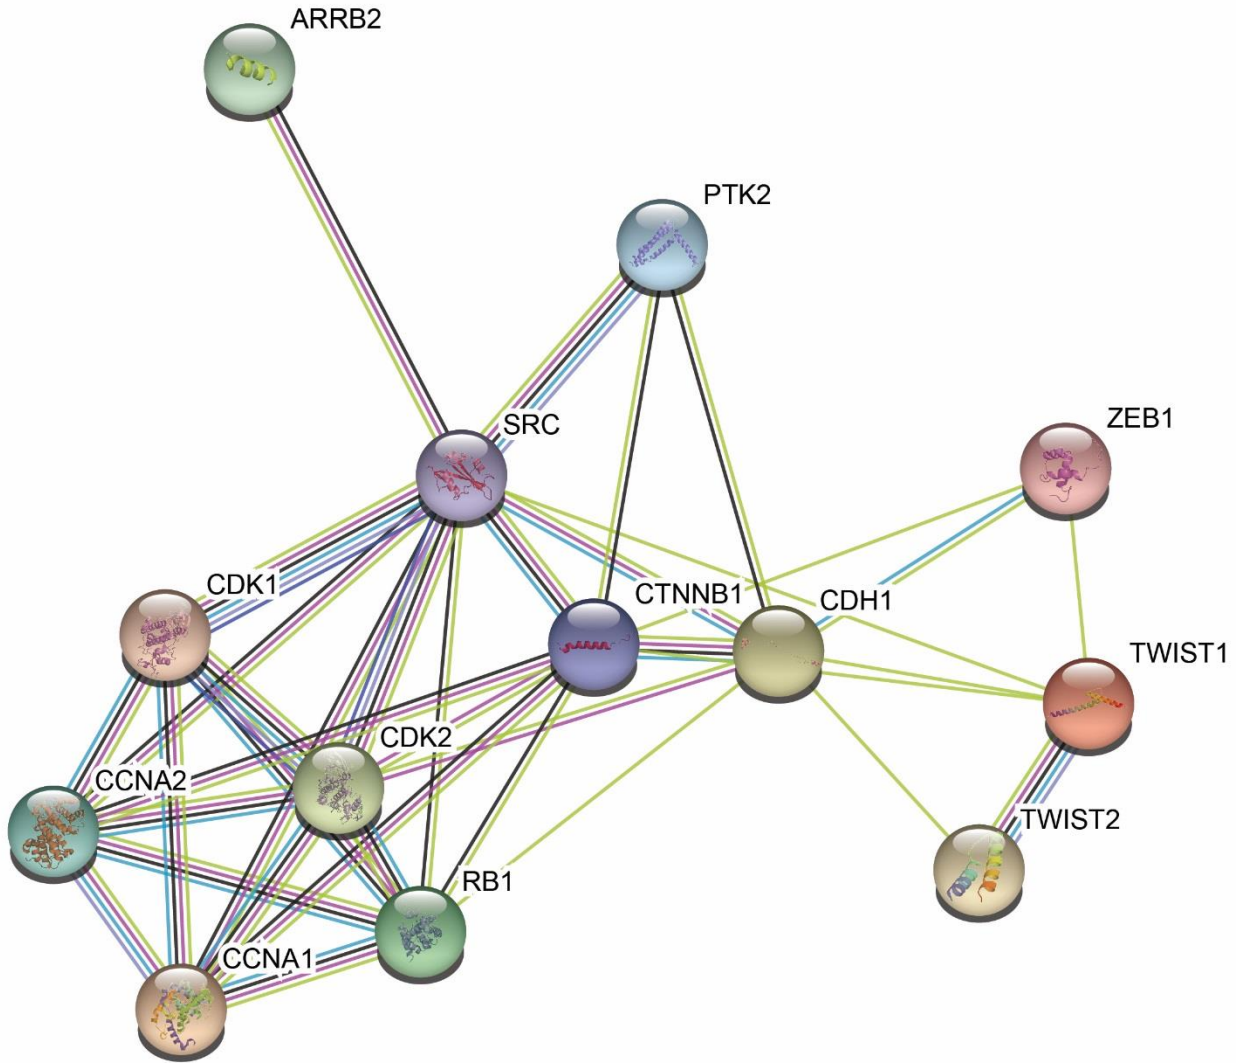 ARRB2
PTK2
SRC
ZEB1
CDK1
CTNNB1
CDH1
TWIST1
CDK2
CCNA2
TWIST2
RB1
CCNA1